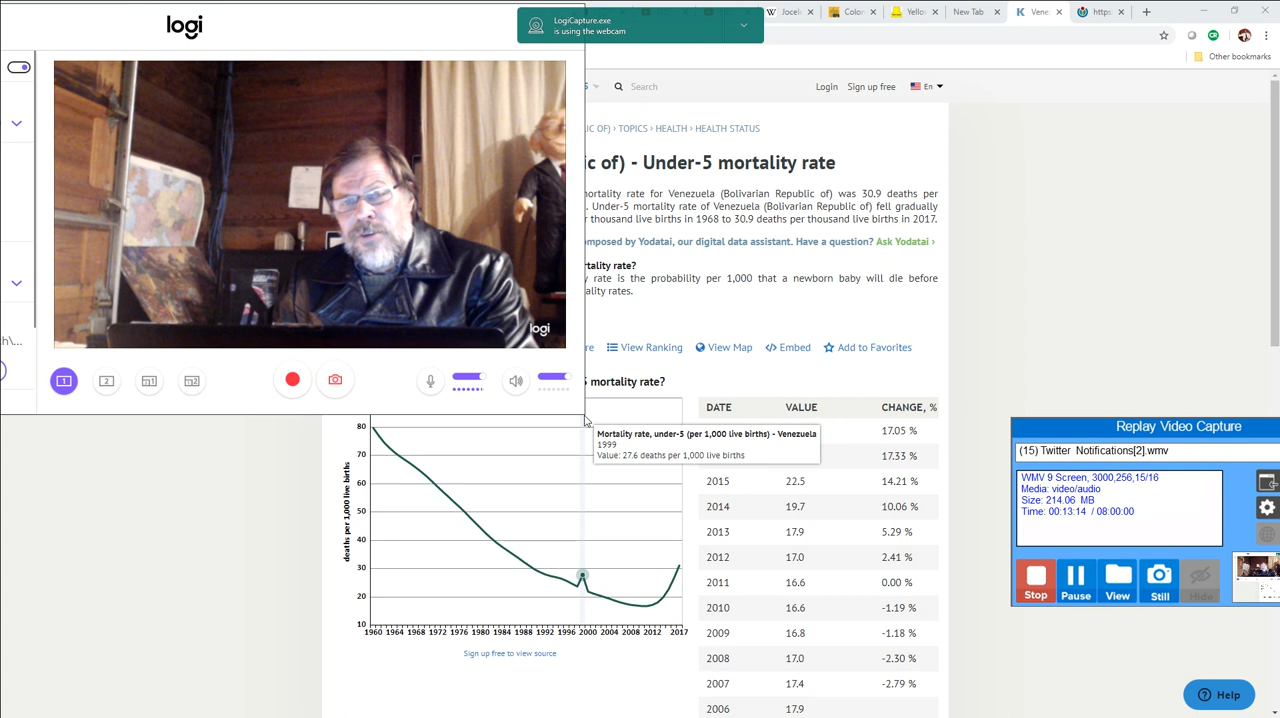 logi
LogiCapture.exe
is using the webcam
Jocel
Color
Yello
New Tab
Vene
https
Other bookmarks
Search
Login
Sign up free
En
IC OF) › TOPICS › HEALTH › HEALTH STATUS
ic of) - Under-5 mortality rate
mortality rate for Venezuela (Bolivarian Republic of) was 30.9 deaths per
. Under-5 mortality rate of Venezuela (Bolivarian Republic of) fell gradually
r thousand live births in 1968 to 30.9 deaths per thousand live births in 2017.
omposed by Yodatai, our digital data assistant. Have a question? Ask Yodatai ›
rtality rate?
y rate is the probability per 1,000 that a newborn baby will die before
ality rates.
logi
re View Ranking View Map </> Embed Add to Favorites
5 mortality rate?
h\...
1 2 1 2
DATE VALUE CHANGE, %
17.05 %
17.33 %
2015 22.5 14.21 %
2014 19.7 10.06 %
2013 17.9 5.29 %
2012 17.0 2.41 %
2011 16.6 0.00 %
2010 16.6 -1.19 %
2009 16.8 -1.18 %
2008 17.0 -2.30 %
2007 17.4 -2.79 %
2006 17.9
Mortality rate, under-5 (per 1,000 live births) - Venezuela
1999
Value: 27.6 deaths per 1,000 live births
deaths per 1,000 live births
80
70
60
50
40
30
20
10
1960 1964 1968 1972 1976 1980 1984 1988 1992 1996 2000 2004 2008 2012 2017
Sign up free to view source
Replay Video Capture
(15) Twitter Notifications[2].wmv
WMV 9 Screen, 3000,256,15/16
Media: video/audio
Size: 214.06 MB
Time: 00:13:14 / 08:00:00
Stop Pause View Still Hide
Help